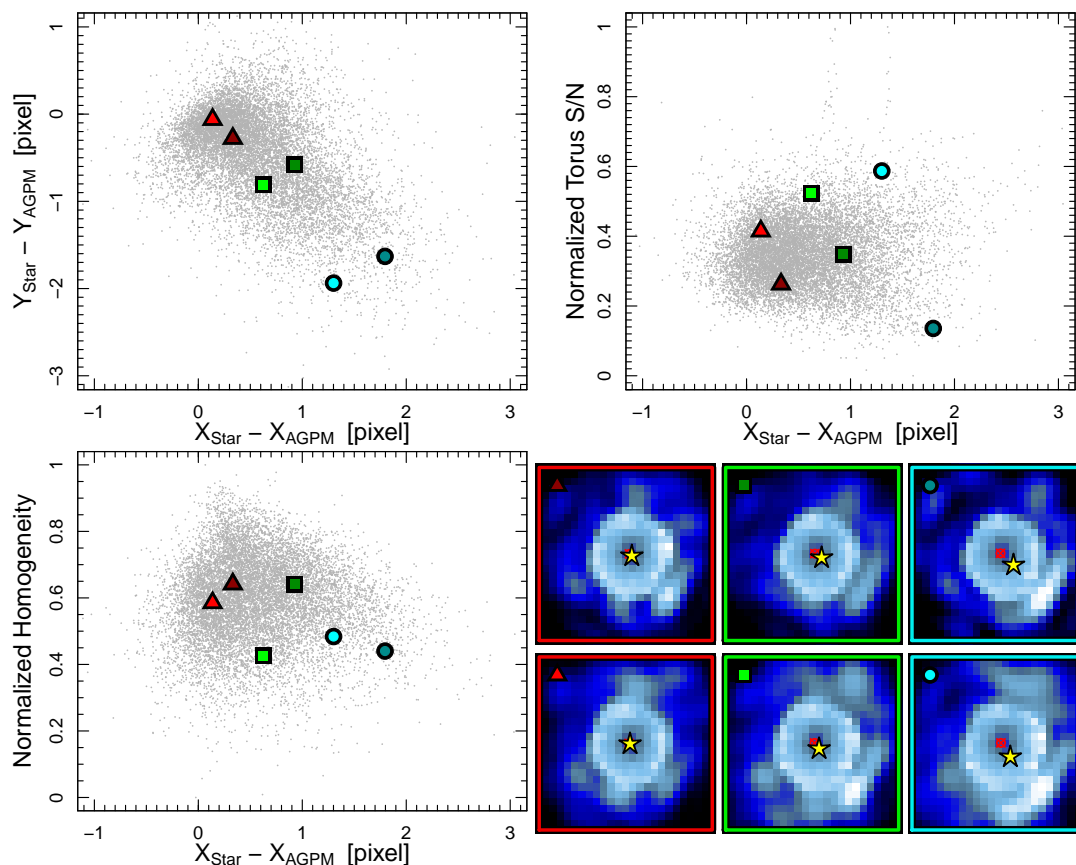 Y_Star − Y_AGPM [pixel]
1
0
−1
−2
−3
−1 0 1 2 3
X_Star − X_AGPM [pixel]
Normalized Torus S/N
1
0.8
0.6
0.4
0.2
0
−1 0 1 2 3
X_Star − X_AGPM [pixel]
Normalized Homogeneity
1
0.8
0.6
0.4
0.2
0
−1 0 1 2 3
X_Star − X_AGPM [pixel]